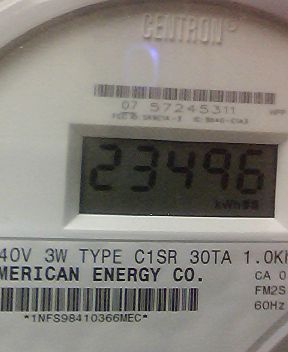 CENTRON®
07 57245311
23496
kWh
40V 3W TYPE C1SR 30TA 1.0K
MERICAN ENERGY CO.
CA 0
FM2S
60Hz
*1NFS98410366MEC*